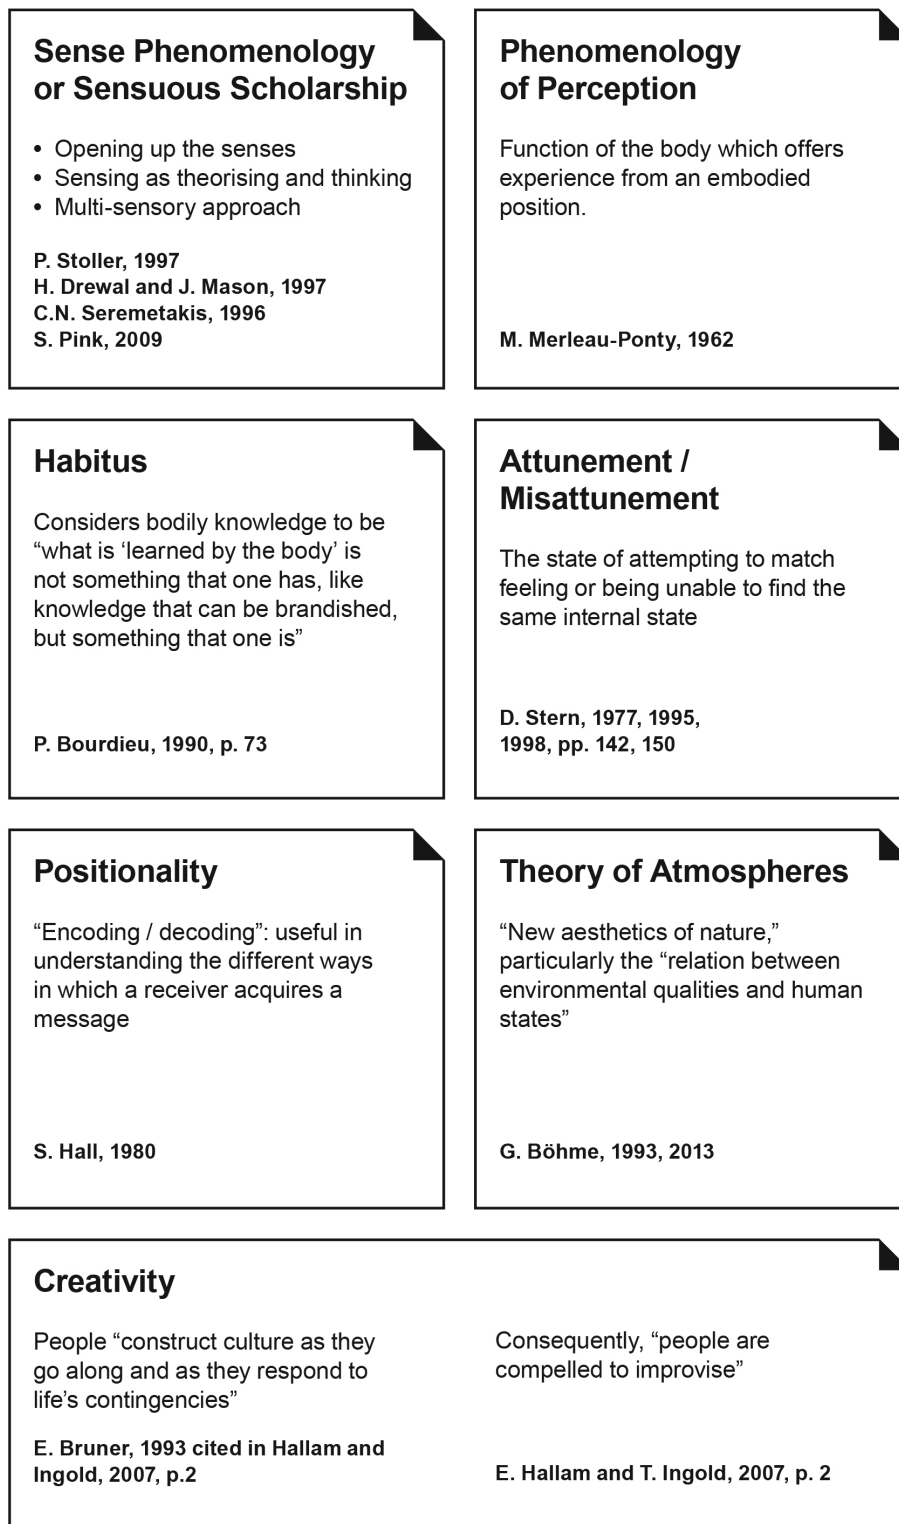 Sense Phenomenology
or Sensuous Scholarship
• Opening up the senses
• Sensing as theorising and thinking
• Multi-sensory approach
P. Stoller, 1997
H. Drewal and J. Mason, 1997
C.N. Seremetakis, 1996
S. Pink, 2009
Phenomenology
of Perception
Function of the body which offers
experience from an embodied
position.
M. Merleau-Ponty, 1962
Habitus
Considers bodily knowledge to be
“what is ‘learned by the body’ is
not something that one has, like
knowledge that can be brandished,
but something that one is”
P. Bourdieu, 1990, p. 73
Attunement /
Misattunement
The state of attempting to match
feeling or being unable to find the
same internal state
D. Stern, 1977, 1995,
1998, pp. 142, 150
Positionality
“Encoding / decoding”: useful in
understanding the different ways
in which a receiver acquires a
message
S. Hall, 1980
Theory of Atmospheres
“New aesthetics of nature,”
particularly the “relation between
environmental qualities and human
states”
G. Böhme, 1993, 2013
Creativity
People “construct culture as they
go along and as they respond to
life’s contingencies”
E. Bruner, 1993 cited in Hallam and
Ingold, 2007, p.2
Consequently, “people are
compelled to improvise”
E. Hallam and T. Ingold, 2007, p. 2